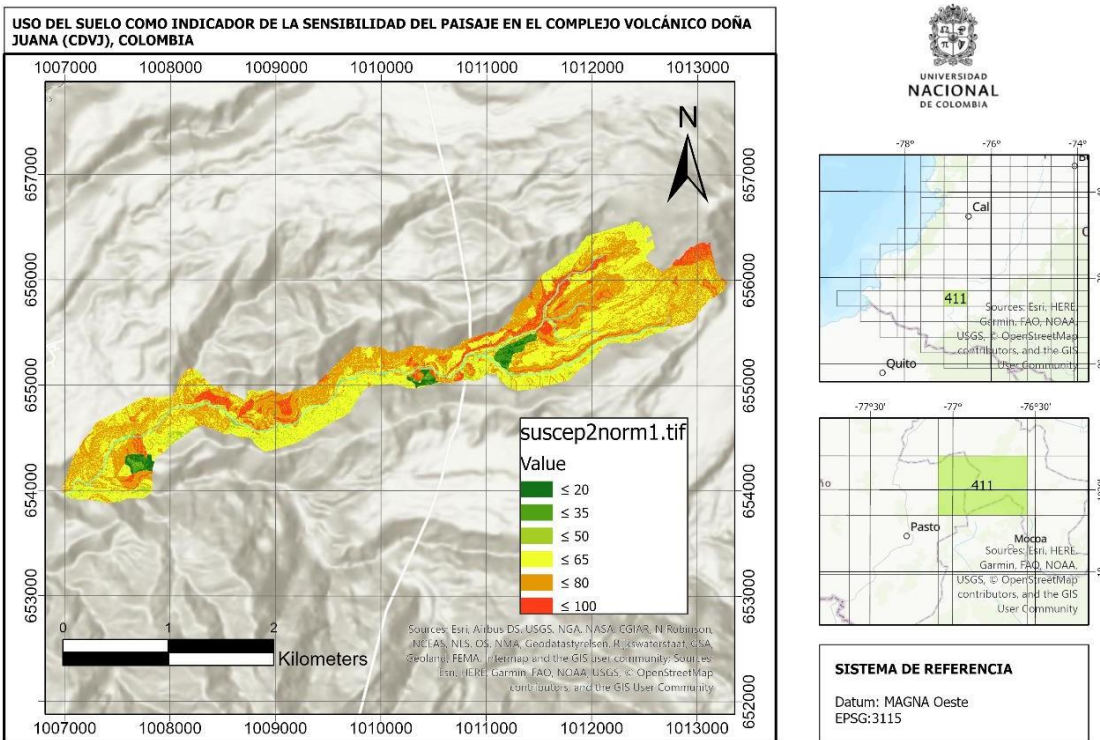 USO DEL SUELO COMO INDICADOR DE LA SENSIBILIDAD DEL PAISAJE EN EL COMPLEJO VOLCÁNICO DOÑA
JUANA (CDVJ), COLOMBIA
1007000 1008000 1009000 1010000 1011000 1012000 1013000
N
657000 657000
656000 656000
655000 655000
654000 654000
653000 653000
652000
suscep2norm1.tif
Value
≤ 20
≤ 35
≤ 50
≤ 65
≤ 80
≤ 100
0 1 2
Kilometers
Sources: Esri, Airbus DS, USGS, NGA, NASA, CGIAR, N Robinson,
NCEAS, NLS, OS, NMA, Geodatastyrelsen, Rijkswaterstaat, GSA,
Geoland, FEMA, Intermap and the GIS user community; Sources:
Esri, HERE, Garmin, FAO, NOAA, USGS, © OpenStreetMap
contributors, and the GIS User Community
1007000 1008000 1009000 1010000 1011000 1012000 1013000
UNIVERSIDAD
NACIONAL
DE COLOMBIA
-78° -76° -74°
Cal
411
Quito
Sources: Esri, HERE,
Garmin, FAO, NOAA,
USGS, © OpenStreetMap
contributors, and the GIS
User Community
-77°30' -77° -76°30'
411
Pasto
Mocoa
Sources: Esri, HERE,
Garmin, FAO, NOAA,
USGS, © OpenStreetMap
contributors, and the GIS
User Community
SISTEMA DE REFERENCIA
Datum: MAGNA Oeste
EPSG:3115